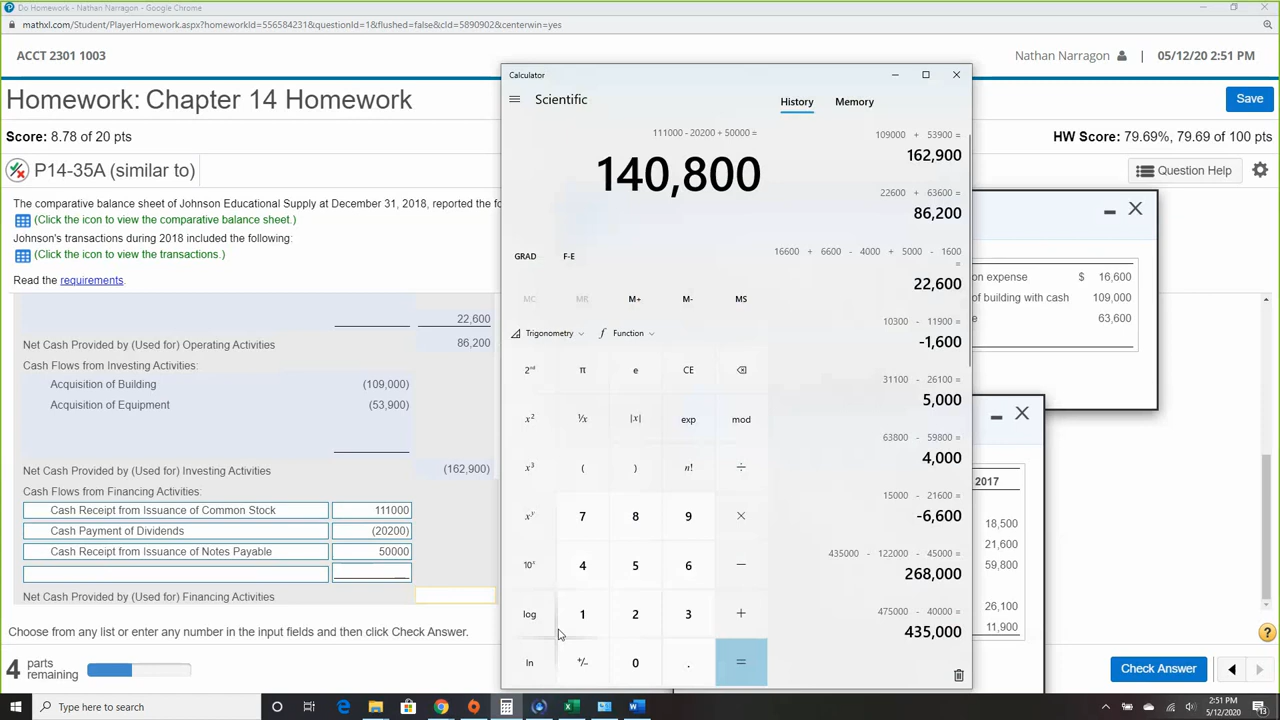 Do Homework - Nathan Narragon - Google Chrome
mathxl.com/Student/PlayerHomework.aspx?homeworkId=556584231&questionId=1&flushed=false&cId=5890902&centerwin=yes
ACCT 2301 1003
Nathan Narragon
05/12/20 2:51 PM
Homework: Chapter 14 Homework
Save
Score: 8.78 of 20 pts
HW Score: 79.69%, 79.69 of 100 pts
P14-35A (similar to)
Question Help
The comparative balance sheet of Johnson Educational Supply at December 31, 2018, reported the fo
(Click the icon to view the comparative balance sheet.)
Johnson's transactions during 2018 included the following:
(Click the icon to view the transactions.)
Read the requirements.
22,600
Net Cash Provided by (Used for) Operating Activities 86,200
Cash Flows from Investing Activities:
Acquisition of Building (109,000)
Acquisition of Equipment (53,900)
Net Cash Provided by (Used for) Investing Activities (162,900)
Cash Flows from Financing Activities:
Cash Receipt from Issuance of Common Stock 111000
Cash Payment of Dividends (20200)
Cash Receipt from Issuance of Notes Payable 50000
Net Cash Provided by (Used for) Financing Activities
Choose from any list or enter any number in the input fields and then click Check Answer.
4 parts remaining
Check Answer
Calculator
Scientific
History Memory
111000 - 20200 + 50000 =
140,800
GRAD F-E
MC MR M+ M- MS
Trigonometry Function
2ⁿᵈ π e CE
x² ¹/x |x| exp mod
x³ ( ) n! ÷
xʸ 7 8 9 ×
10ˣ 4 5 6 −
log 1 2 3 +
ln +/− 0 . =
109000 + 53900 =
162,900
22600 + 63600 =
86,200
16600 + 6600 - 4000 + 5000 - 1600 =
22,600
10300 - 11900 =
-1,600
31100 - 26100 =
5,000
63800 - 59800 =
4,000
15000 - 21600 =
-6,600
435000 - 122000 - 45000 =
268,000
475000 - 40000 =
435,000
on expense $ 16,600
of building with cash 109,000
e 63,600
2017
18,500
21,600
59,800
26,100
11,900
Type here to search
2:51 PM
5/12/2020
13